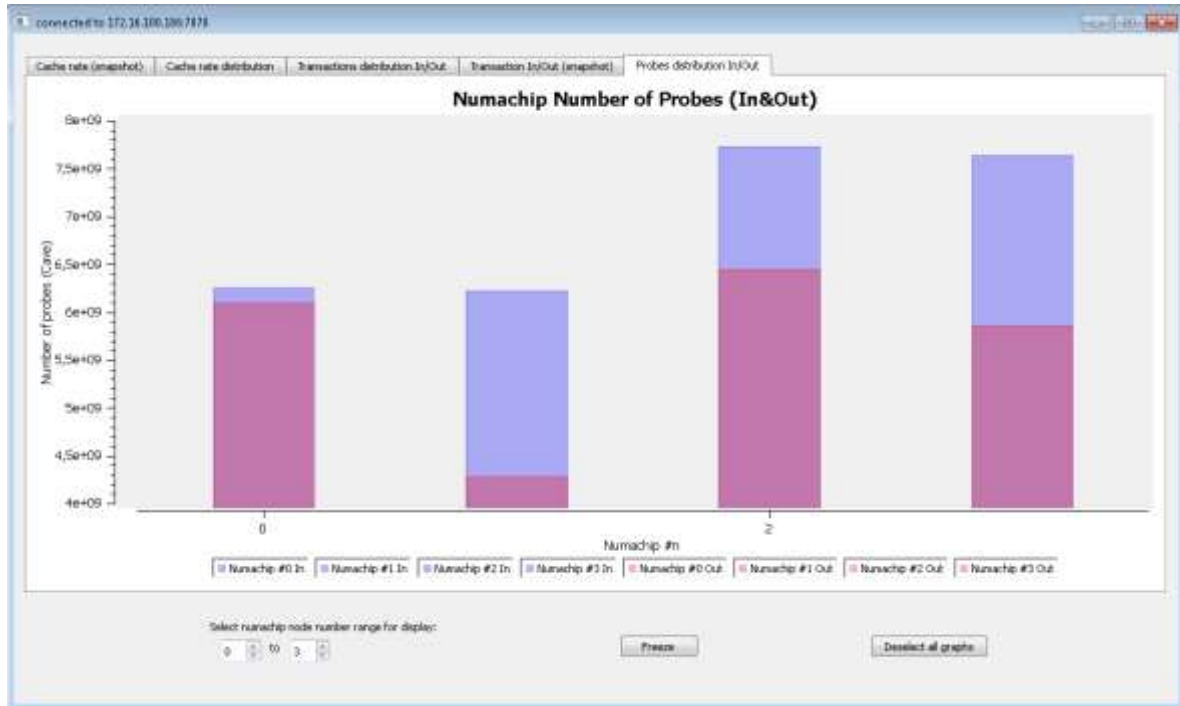 connected to 172.16.100.186:7878
Cache rate (snapshot) Cache rate distribution Transactions distribution In/Out Transaction In/Out (snapshot) Probes distribution In/Out
Numachip Number of Probes (In&Out)
8e+09
7,5e+09
7e+09
6,5e+09
6e+09
5,5e+09
5e+09
4,5e+09
4e+09
Number of probes (Cave)
0 2
Numachip #n
Numachip #0 In Numachip #1 In Numachip #2 In Numachip #3 In Numachip #0 Out Numachip #1 Out Numachip #2 Out Numachip #3 Out
Select numachip node number range for display:
0 to 3 Freeze Deselect all graphs